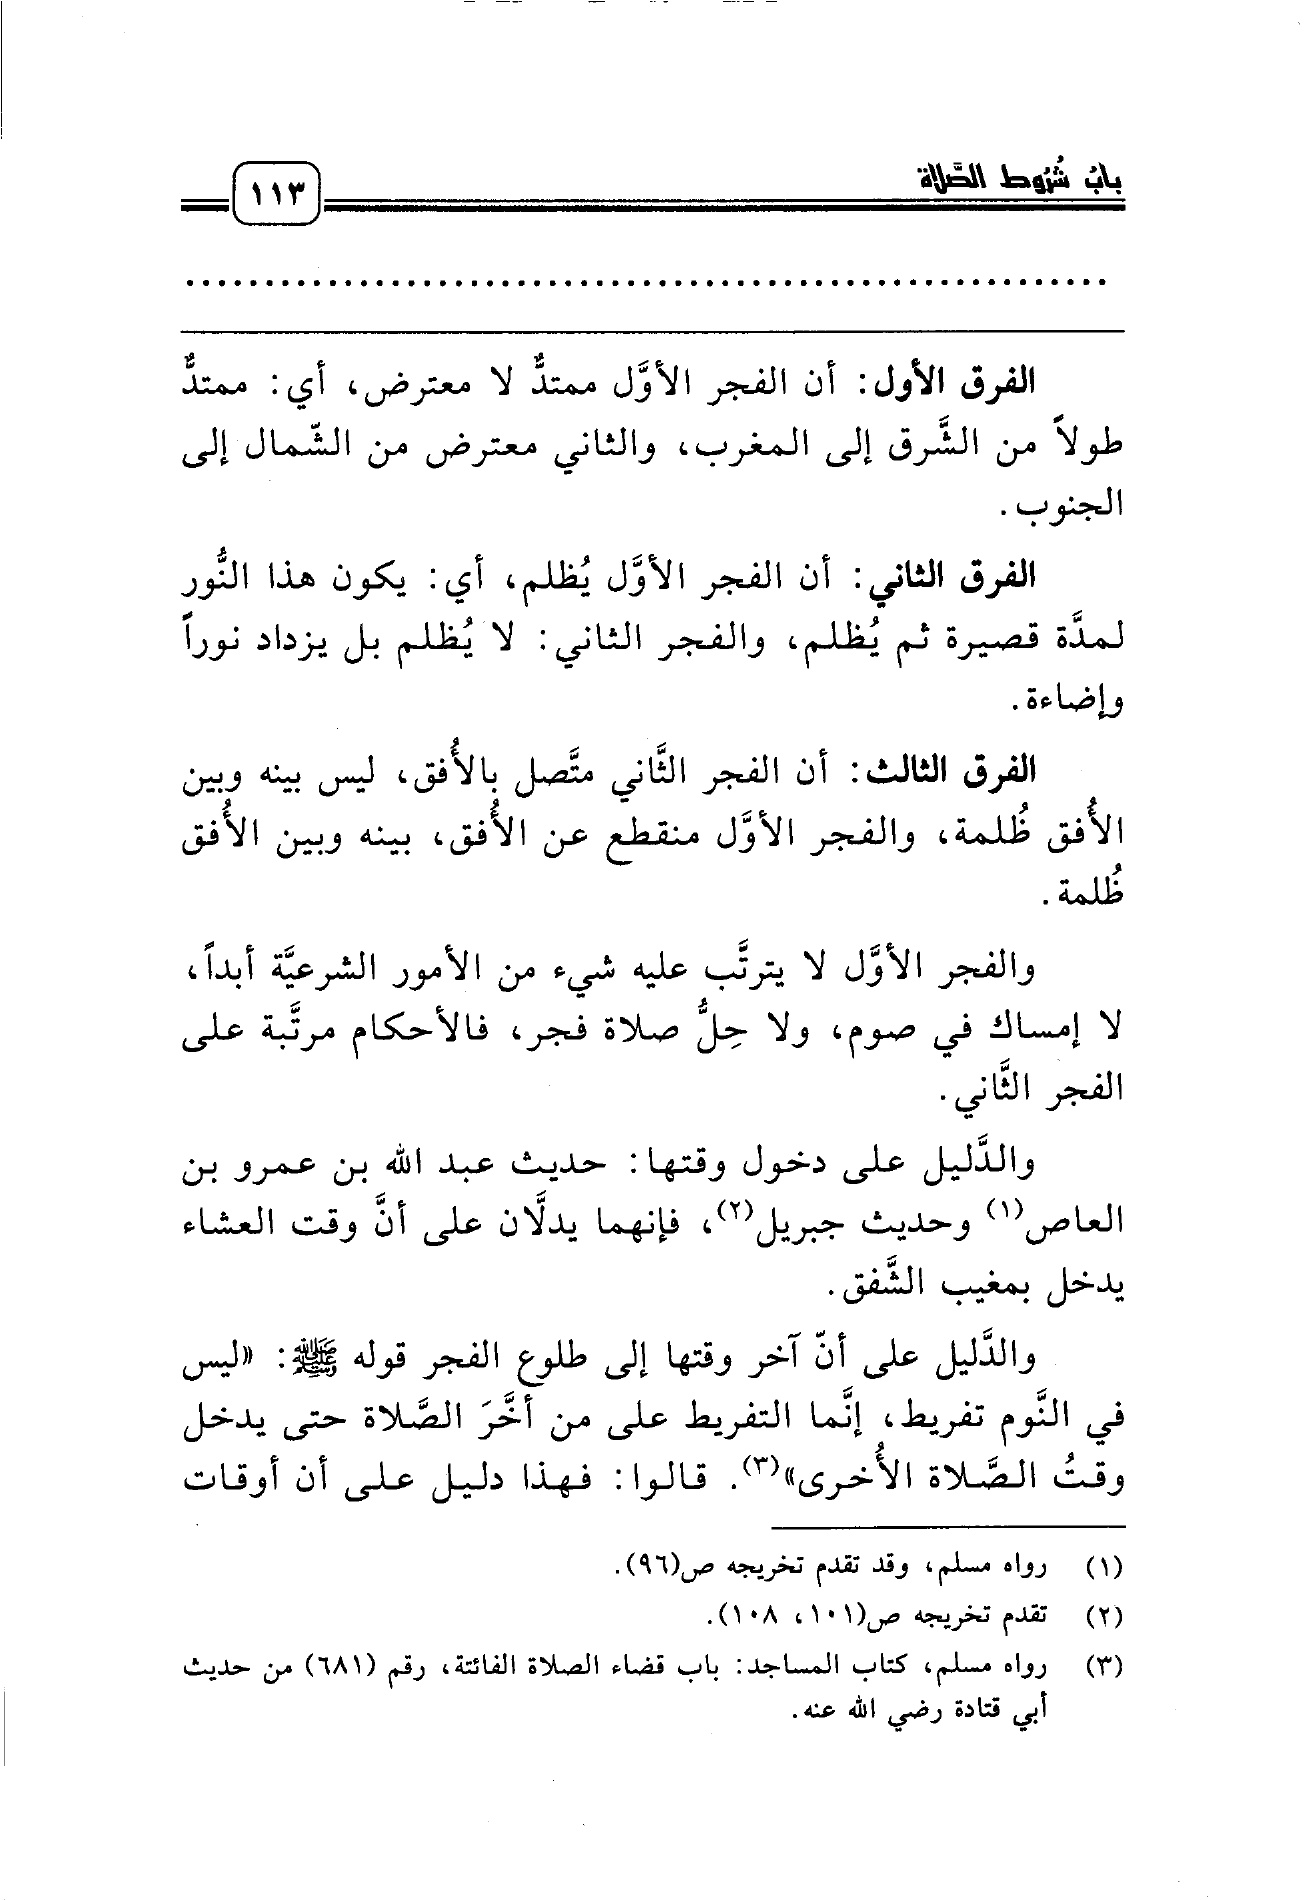 بابُ شُرُوط الصَّلاة
١١٣
الفرق الأول: أن الفجر الأوَّل ممتدٌّ لا معترض، أي: ممتدٌّ
طولاً من الشَّرق إلى المغرب، والثاني معترض من الشّمال إلى
الجنوب.
الفرق الثاني: أن الفجر الأوَّل يُظلم، أي: يكون هذا النُّور
لمدَّة قصيرة ثم يُظلم، والفجر الثاني: لا يُظلم بل يزداد نوراً
وإضاءة.
الفرق الثالث: أن الفجر الثَّاني متَّصل بالأُفق، ليس بينه وبين
الأُفق ظُلمة، والفجر الأوَّل منقطع عن الأُفق، بينه وبين الأُفق
ظُلمة.
والفجر الأوَّل لا يترتَّب عليه شيء من الأمور الشرعيَّة أبداً،
لا إمساك في صوم، ولا حِلُّ صلاة فجر، فالأحكام مرتَّبة على
الفجر الثَّاني.
والدَّليل على دخول وقتها: حديث عبد الله بن عمرو بن
العاص(١) وحديث جبريل(٢)، فإنهما يدلَّان على أنَّ وقت العشاء
يدخل بمغيب الشَّفق.
والدَّليل على أنّ آخر وقتها إلى طلوع الفجر قوله ﷺ: «ليس
في النَّوم تفريط، إنَّما التفريط على من أخَّرَ الصَّلاة حتى يدخل
وقتُ الصَّلاة الأُخرى»(٣). قالوا: فهذا دليل على أن أوقات
(١) رواه مسلم، وقد تقدم تخريجه ص(٩٦).
(٢) تقدم تخريجه ص(١٠١، ١٠٨).
(٣) رواه مسلم، كتاب المساجد: باب قضاء الصلاة الفائتة، رقم (٦٨١) من حديث
أبي قتادة رضي الله عنه.